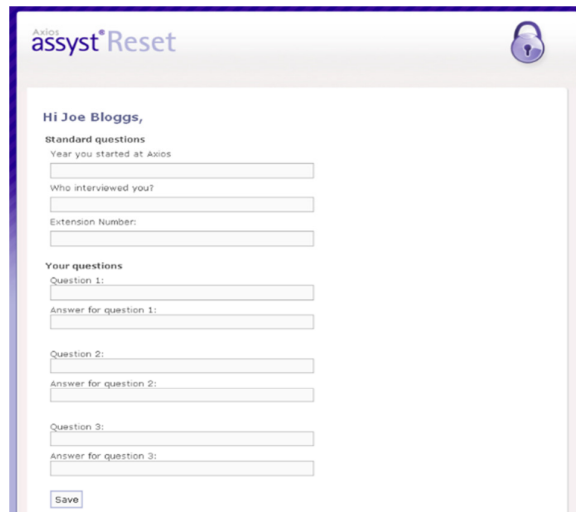 Axios
assyst® Reset
Hi Joe Bloggs,
Standard questions
Year you started at Axios
Who interviewed you?
Extension Number:
Your questions
Question 1:
Answer for question 1:
Question 2:
Answer for question 2:
Question 3:
Answer for question 3:
Save